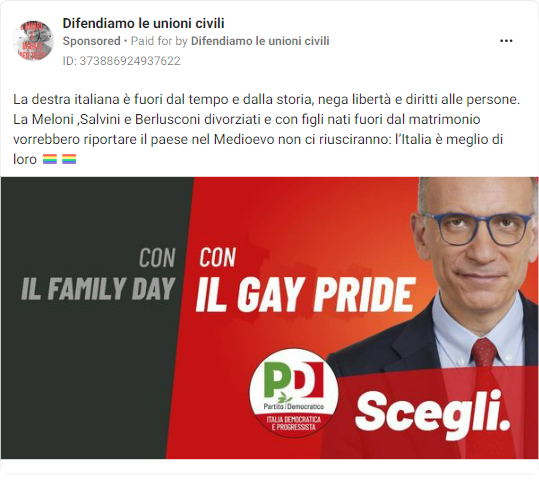 Difendiamo le unioni civili
Sponsored • Paid for by Difendiamo le unioni civili
ID: 373886924937622
La destra italiana è fuori dal tempo e dalla storia, nega libertà e diritti alle persone.
La Meloni ,Salvini e Berlusconi divorziati e con figli nati fuori dal matrimonio
vorrebbero riportare il paese nel Medioevo non ci riusciranno: l’Italia è meglio di
loro 🏳️‍🌈 🏳️‍🌈
CON
IL FAMILY DAY
CON
IL GAY PRIDE
PD
Partito Democratico
ITALIA DEMOCRATICA
E PROGRESSISTA
Scegli.